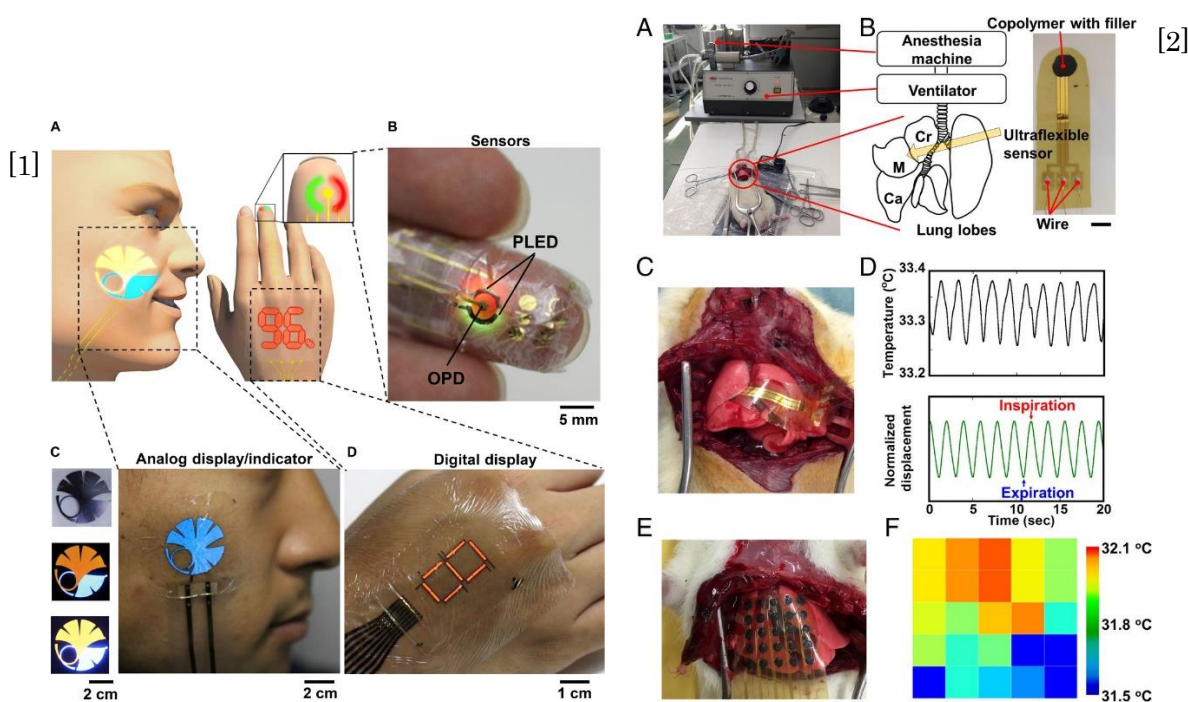 [1]
A
B
Sensors
PLED
OPD
5 mm
96%
C
Analog display/indicator
2 cm
2 cm
D
Digital display
1 cm
[2]
A
B
Anesthesia
machine
Ventilator
Cr
M
Ca
Lung lobes
Copolymer with filler
Ultraflexible
sensor
Wire
C
D
Temperature (°C)
33.4
33.3
33.2
Normalized
displacement
Inspiration
Expiration
0
5
10
15
20
Time (sec)
E
F
32.1 °C
31.8 °C
31.5 °C